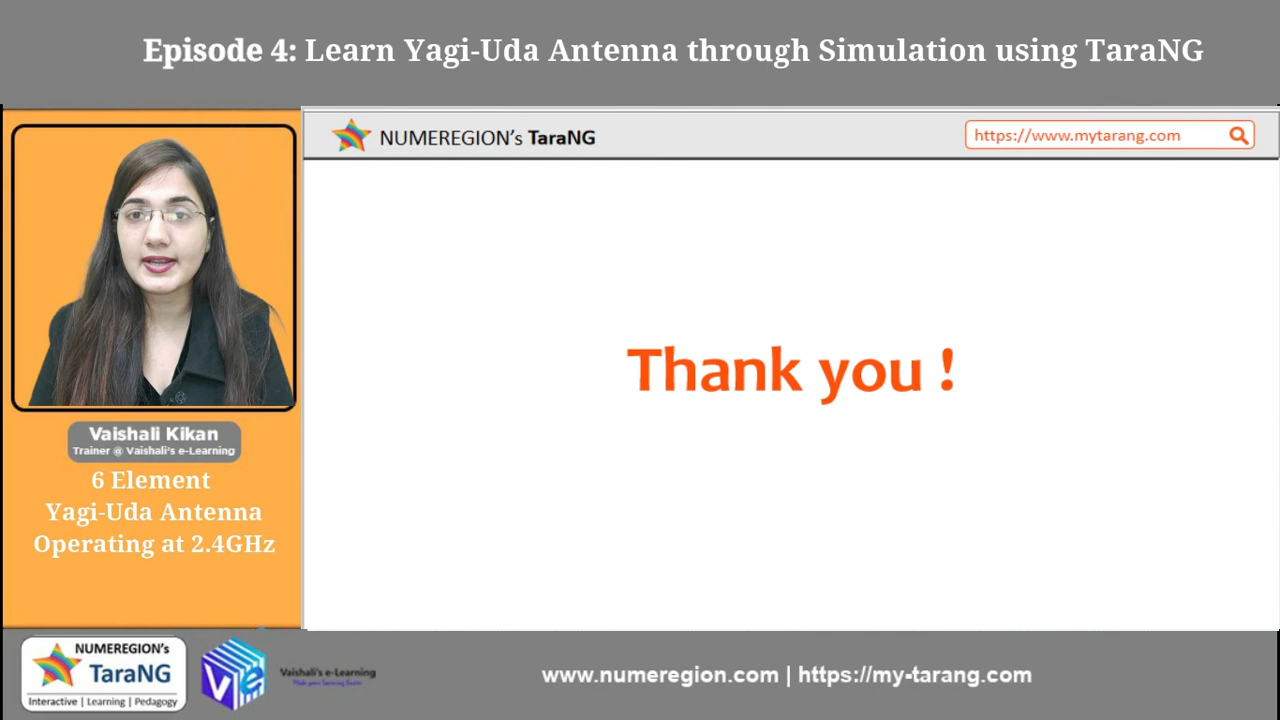 Episode 4: Learn Yagi-Uda Antenna through Simulation using TaraNG
NUMEREGION's TaraNG
https://www.mytarang.com
Thank you !
Vaishali Kikan
Trainer @ Vaishali's e-Learning
6 Element
Yagi-Uda Antenna
Operating at 2.4GHz
NUMEREGION's
TaraNG
Interactive | Learning | Pedagogy
Vaishali's e-Learning
www.numeregion.com | https://my-tarang.com